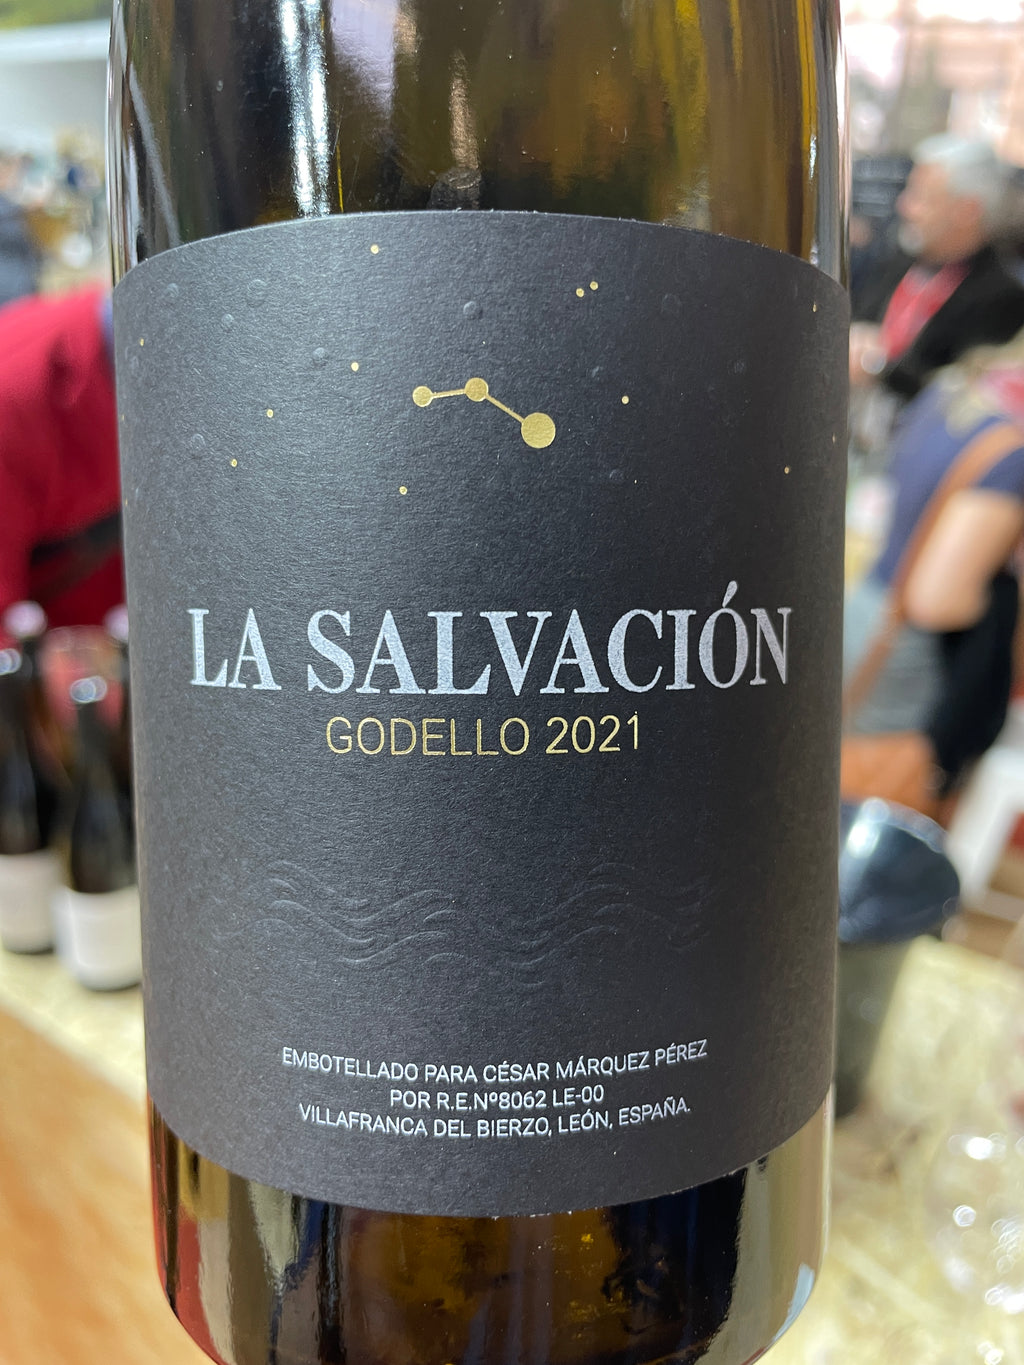 LA SALVACIÓN
GODELLO 2021
EMBOTELLADO PARA CÉSAR MÁRQUEZ PÉREZ
POR R.E.Nº8062 LE-00
VILLAFRANCA DEL BIERZO, LEÓN, ESPAÑA.